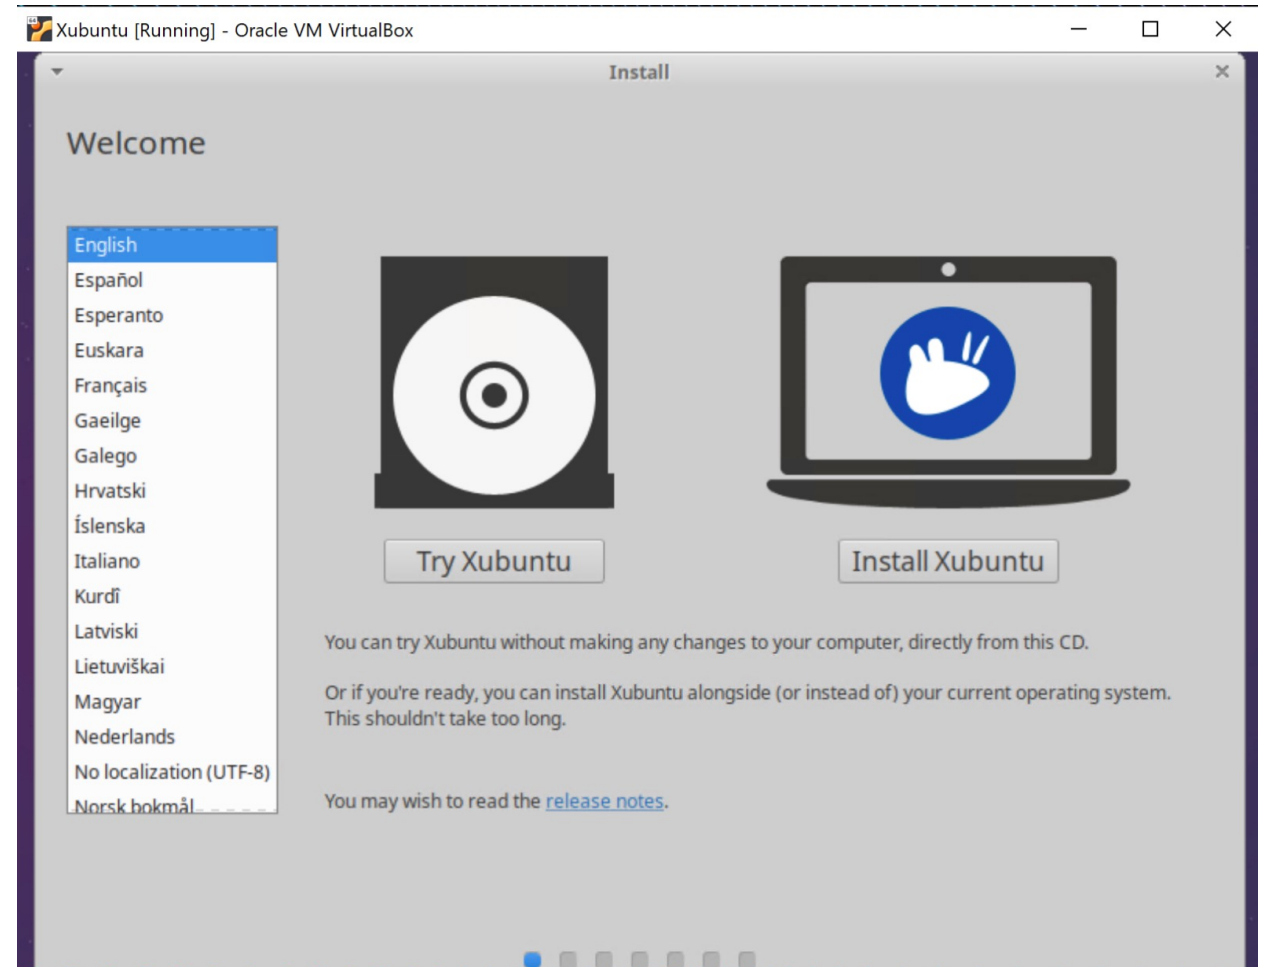 Xubuntu [Running] - Oracle VM VirtualBox
Install
Welcome
English
Español
Esperanto
Euskara
Français
Gaeilge
Galego
Hrvatski
Íslenska
Italiano
Kurdî
Latviski
Lietuviškai
Magyar
Nederlands
No localization (UTF-8)
Norsk bokmål
Try Xubuntu
Install Xubuntu
You can try Xubuntu without making any changes to your computer, directly from this CD.
Or if you're ready, you can install Xubuntu alongside (or instead of) your current operating system.
This shouldn't take too long.
You may wish to read the release notes.